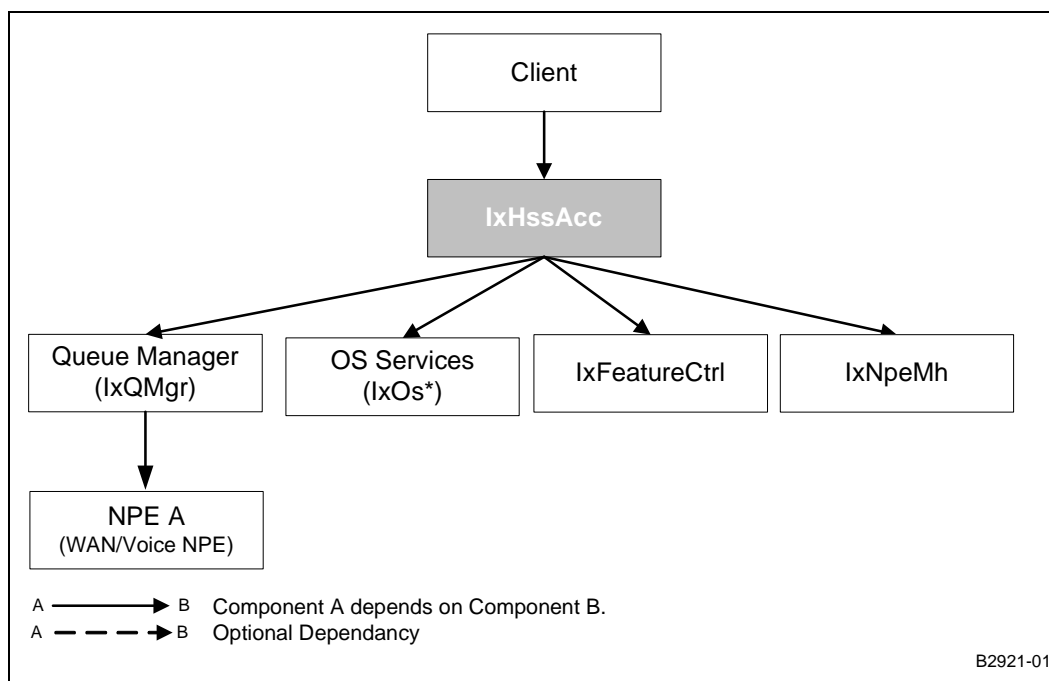 Client
IxHssAcc
Queue Manager
(IxQMgr)
OS Services
(IxOs*)
IxFeatureCtrl
IxNpeMh
NPE A
(WAN/Voice NPE)
A B Component A depends on Component B.
A B Optional Dependancy
B2921-01